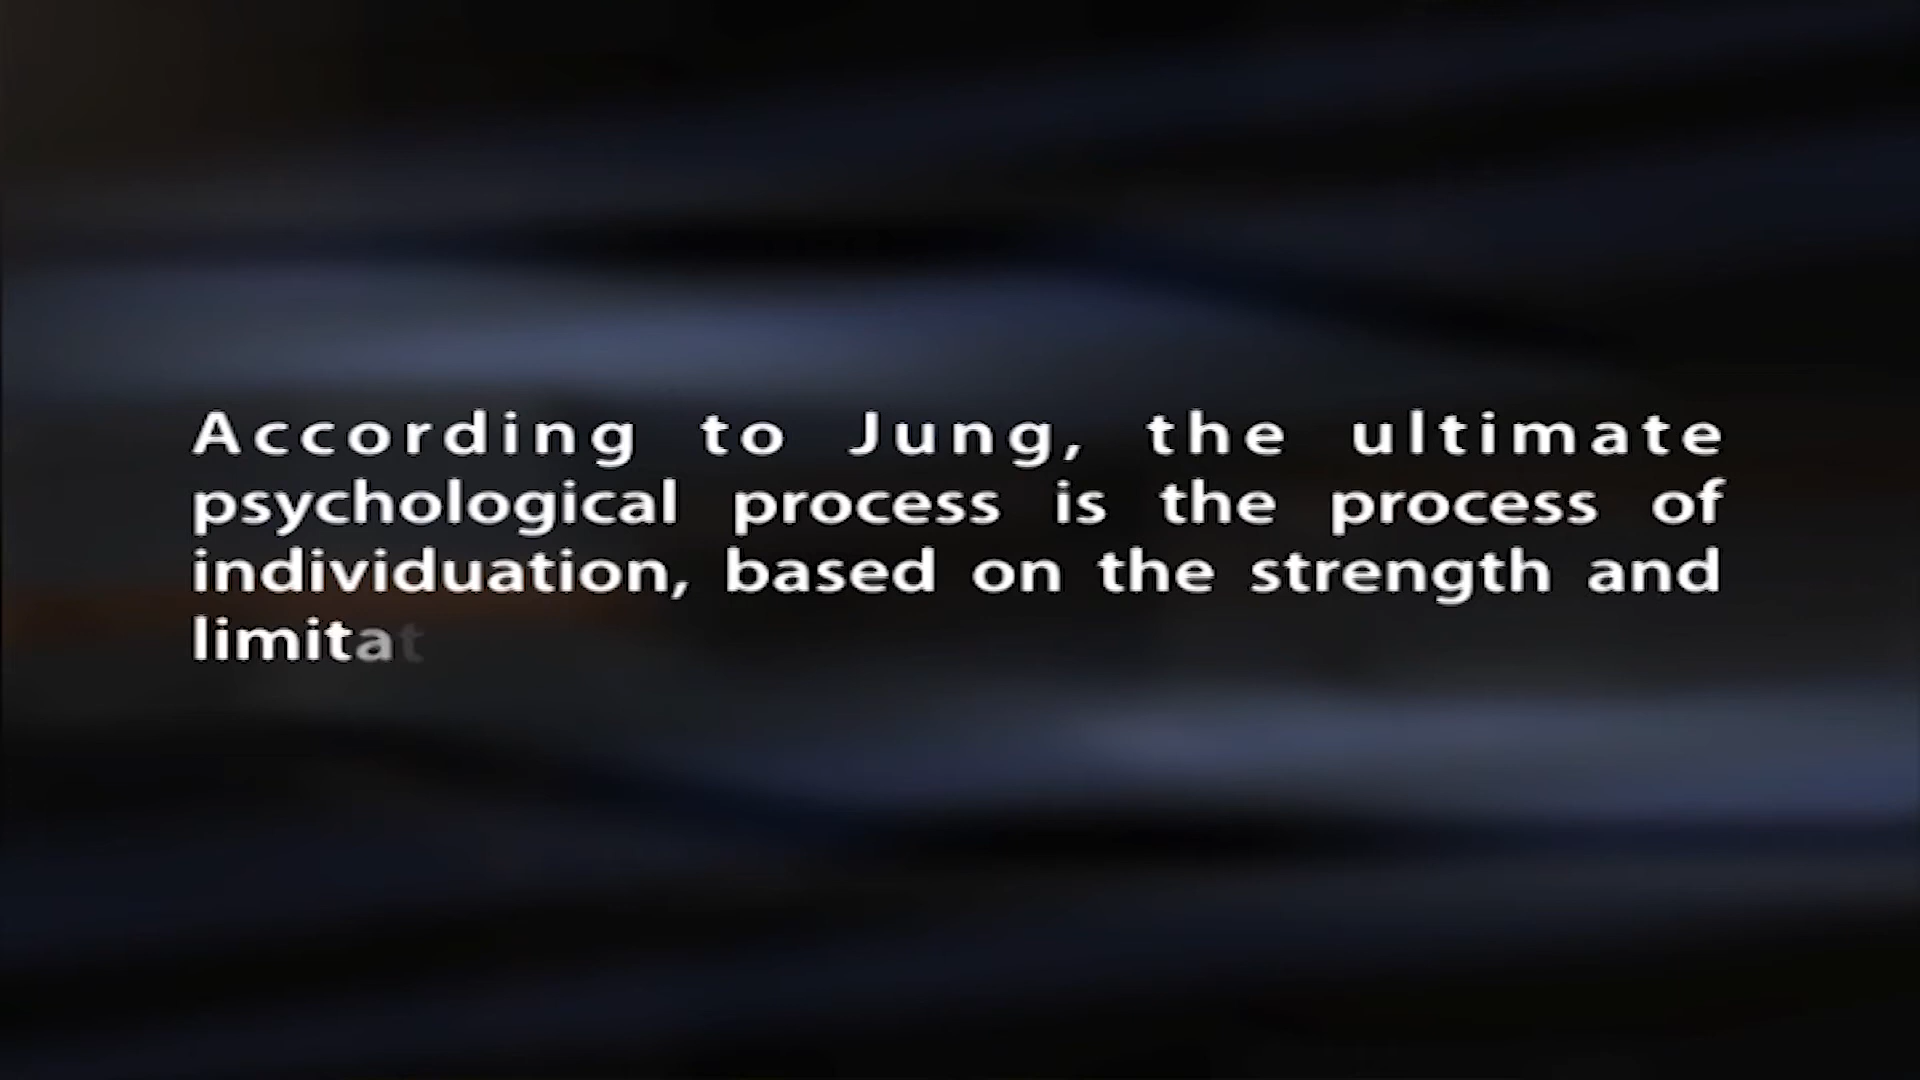 According to Jung, the ultimate
psychological process is the process of
individuation, based on the strength and
limitat